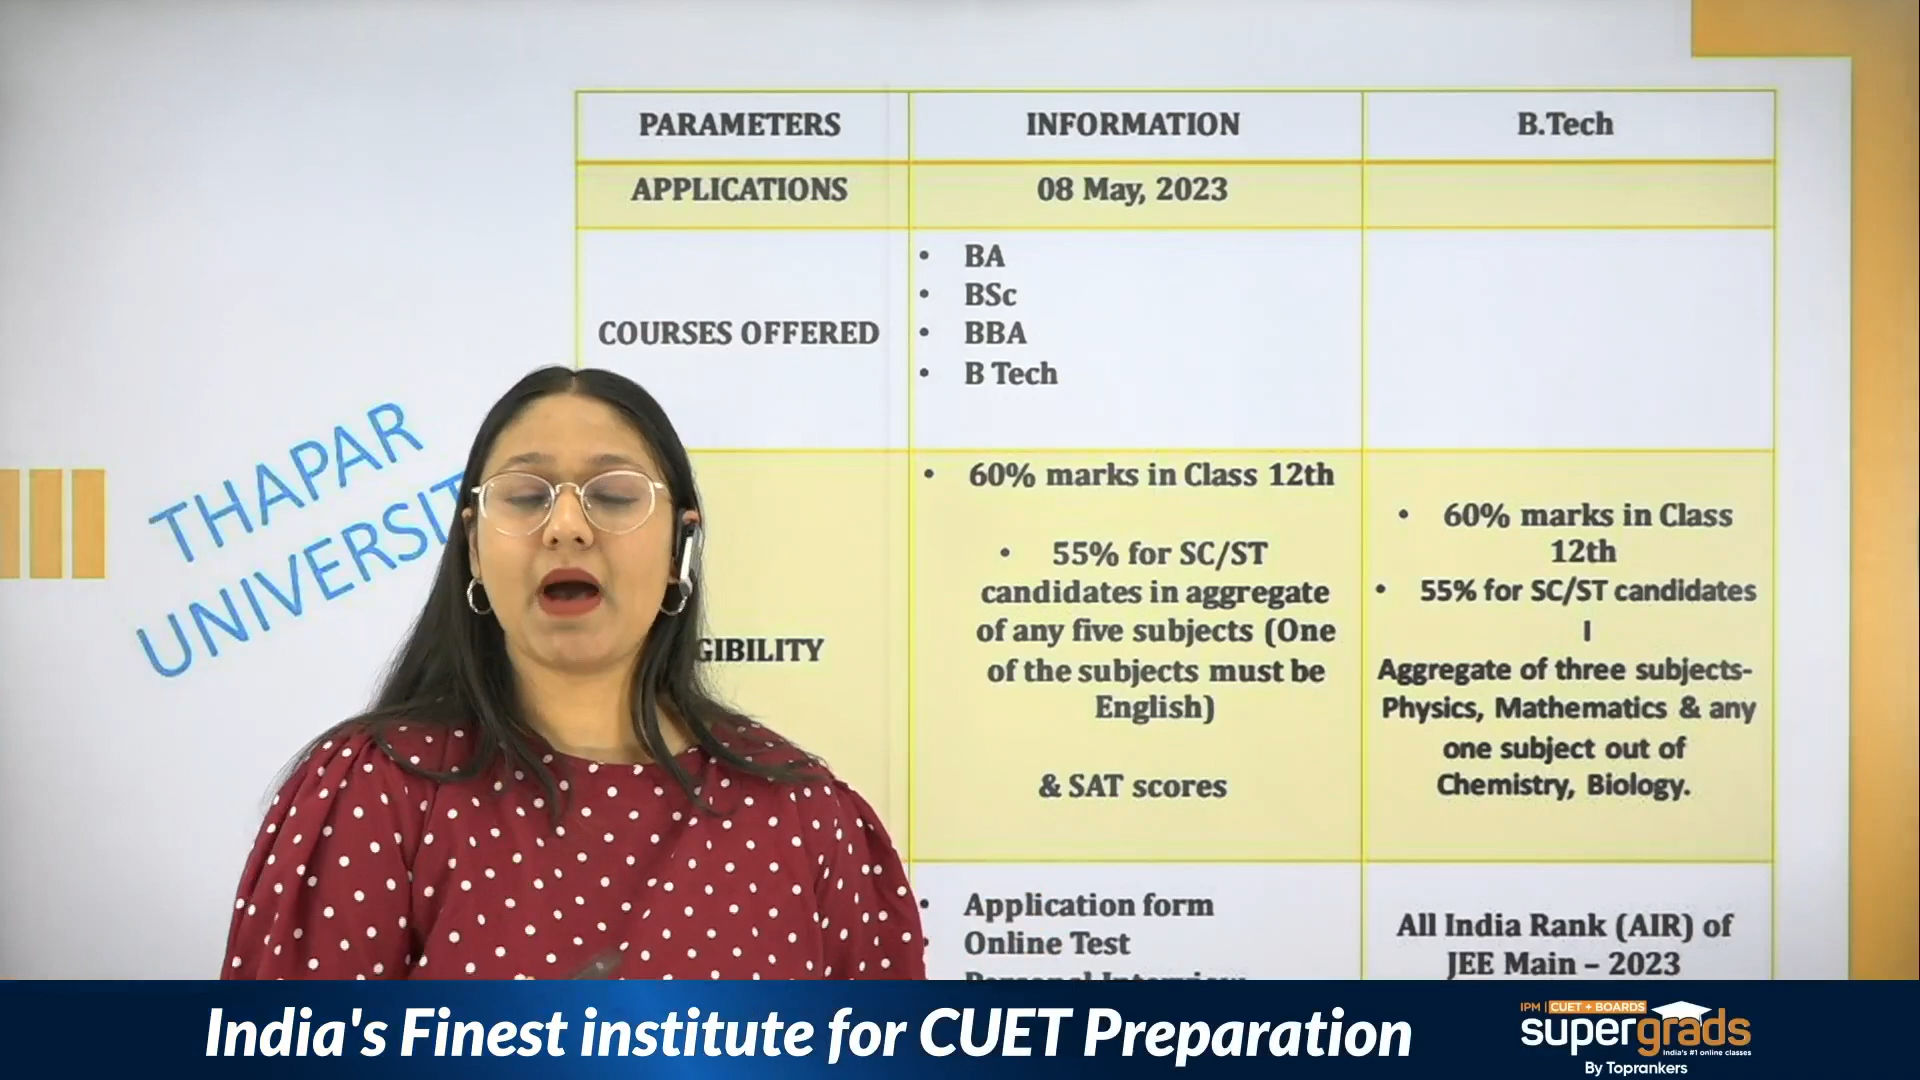 PARAMETERS
INFORMATION
B.Tech
APPLICATIONS
08 May, 2023
COURSES OFFERED
• BA
• BSc
• BBA
• B Tech
THAPAR
• 60% marks in Class 12th
• 55% for SC/ST
candidates in aggregate
of any five subjects (One
of the subjects must be
English)
& SAT scores
• 60% marks in Class
12th
• 55% for SC/ST candidates
I
Aggregate of three subjects-
Physics, Mathematics & any
one subject out of
Chemistry, Biology.
• Application form
• Online Test
Personal Interview
All India Rank (AIR) of
JEE Main – 2023
India's Finest institute for CUET Preparation
IPM | CUET + BOARDS
supergrads
India's #1 online classes
By Toprankers